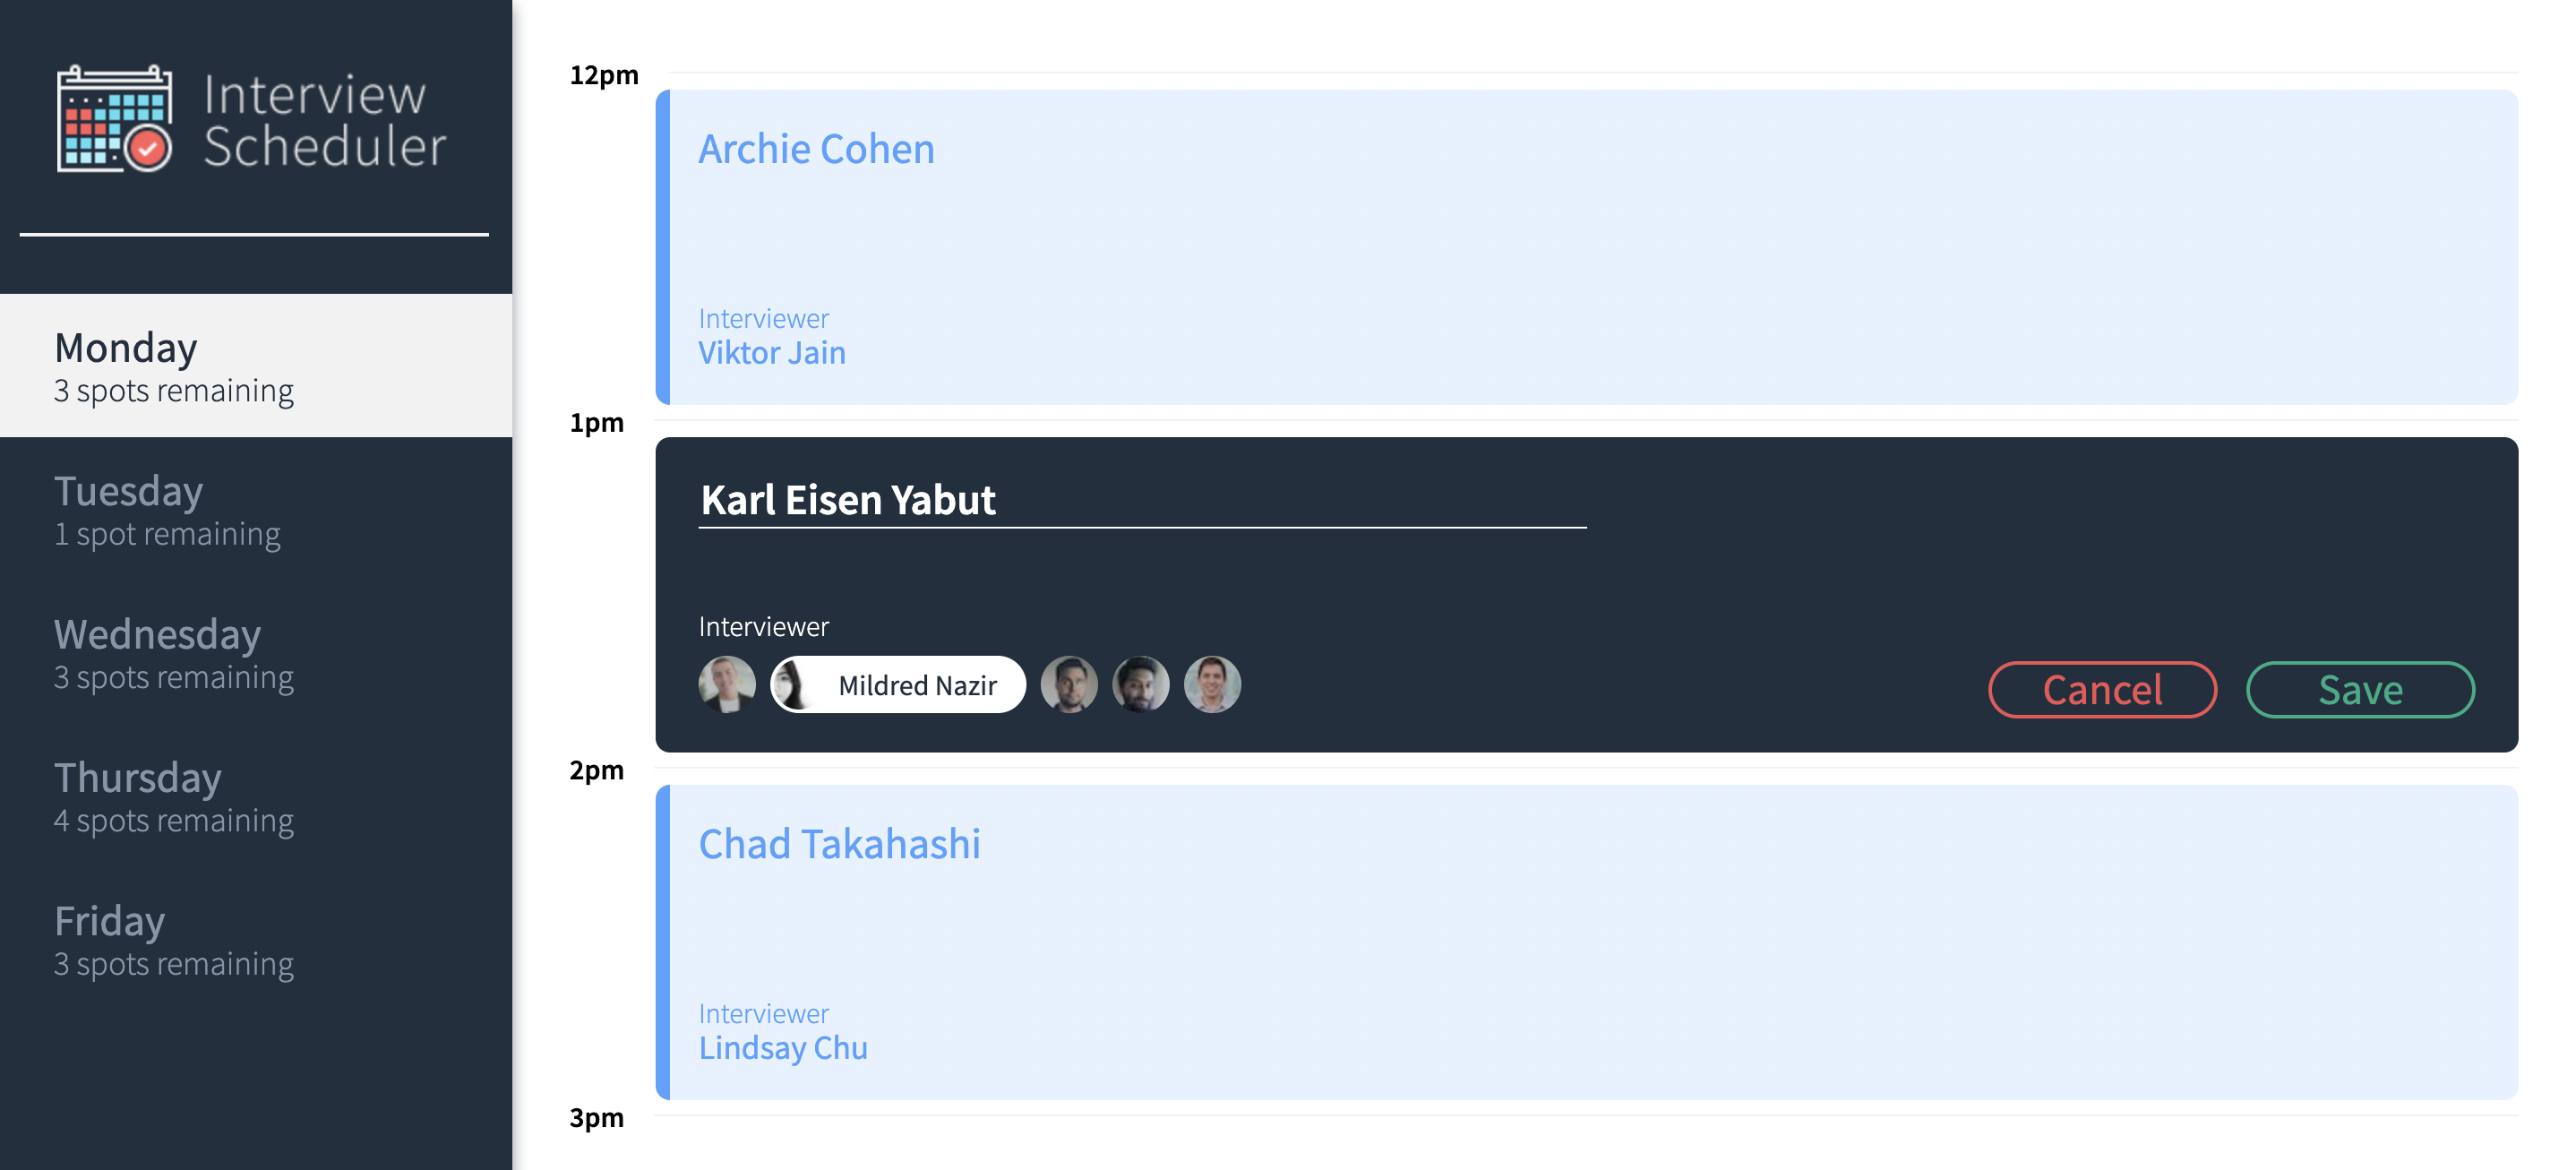 Interview
Scheduler
Monday
3 spots remaining
Tuesday
1 spot remaining
Wednesday
3 spots remaining
Thursday
4 spots remaining
Friday
3 spots remaining
12pm
Archie Cohen
Interviewer
Viktor Jain
1pm
Karl Eisen Yabut
Interviewer
Mildred Nazir
Cancel
Save
2pm
Chad Takahashi
Interviewer
Lindsay Chu
3pm